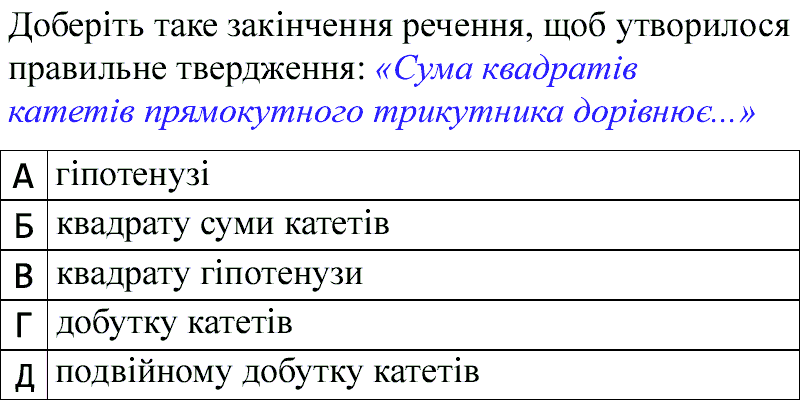 Доберіть таке закінчення речення, щоб утворилося
правильне твердження: «Сума квадратів
катетів прямокутного трикутника дорівнює...»
А гіпотенузі
Б квадрату суми катетів
В квадрату гіпотенузи
Г добутку катетів
Д подвійному добутку катетів